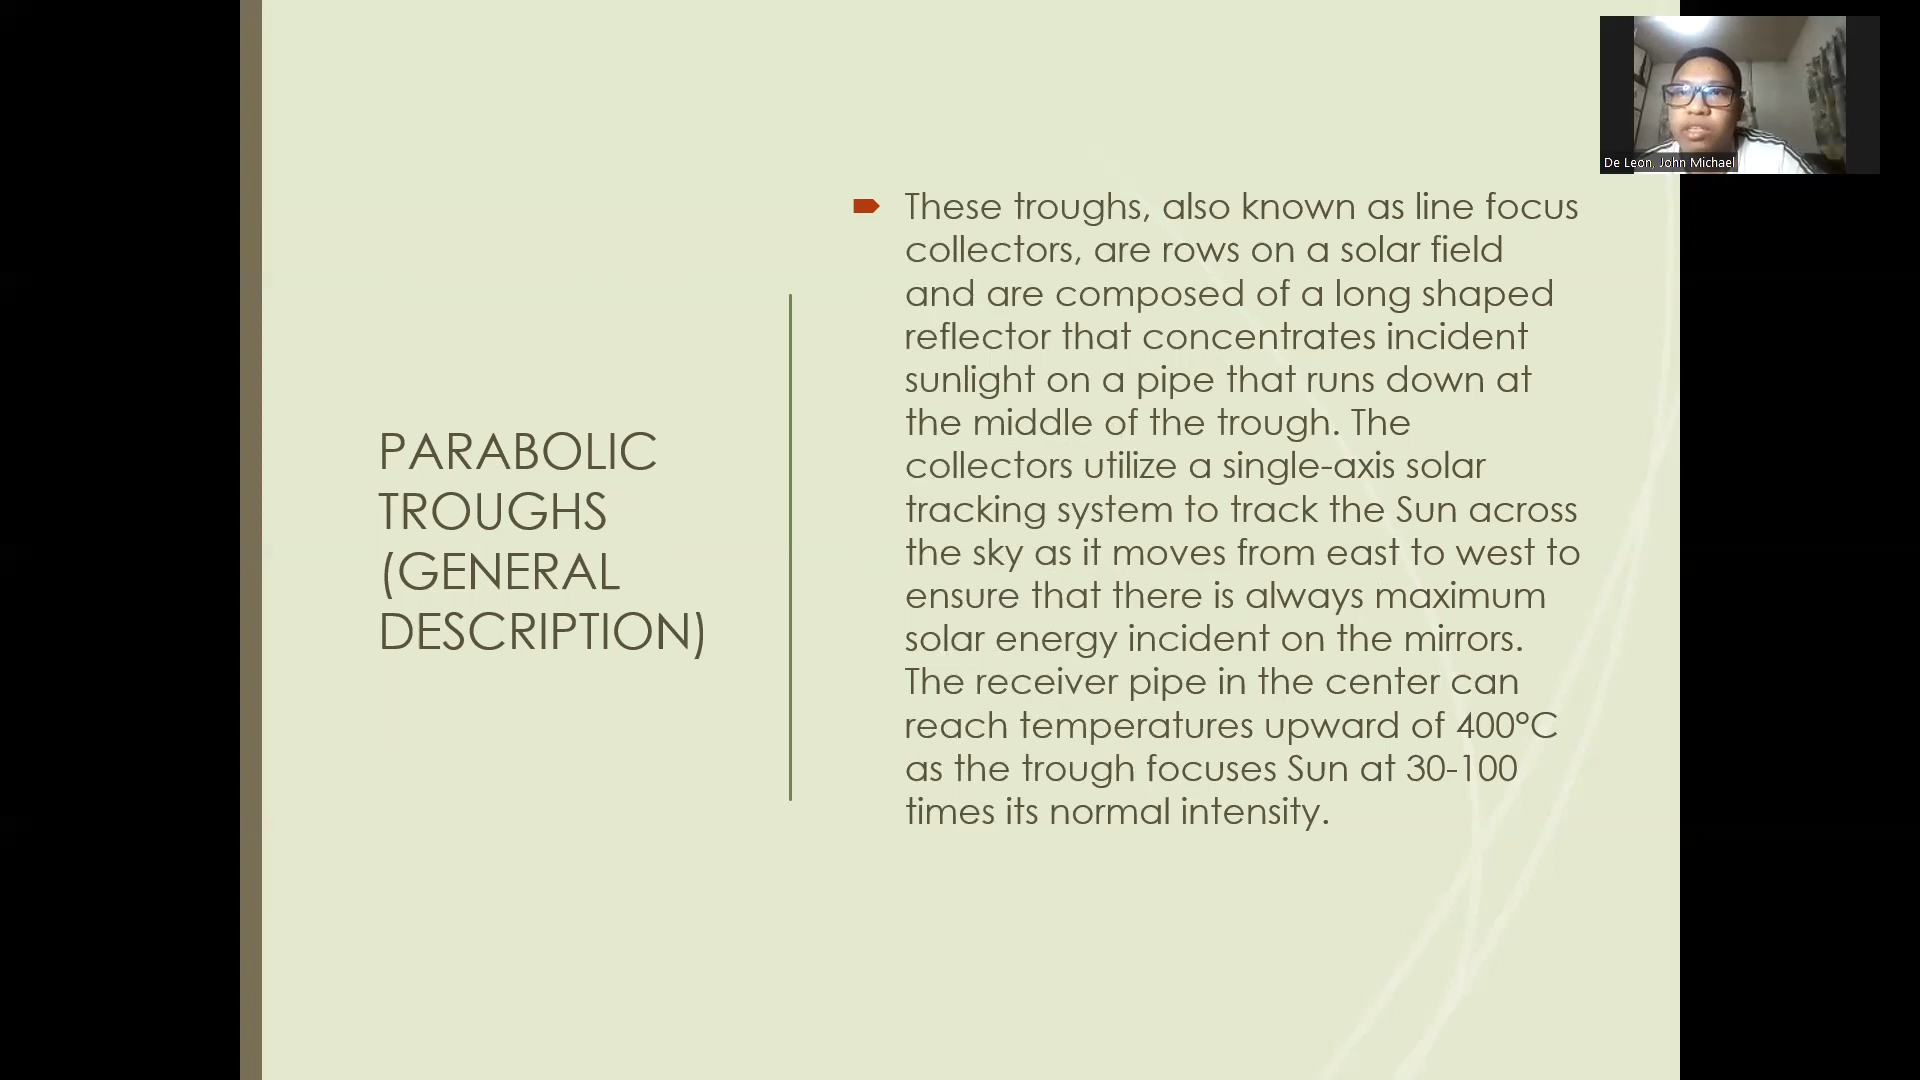 De Leon, John Michael
PARABOLIC
TROUGHS
(GENERAL
DESCRIPTION)
These troughs, also known as line focus
collectors, are rows on a solar field
and are composed of a long shaped
reflector that concentrates incident
sunlight on a pipe that runs down at
the middle of the trough. The
collectors utilize a single-axis solar
tracking system to track the Sun across
the sky as it moves from east to west to
ensure that there is always maximum
solar energy incident on the mirrors.
The receiver pipe in the center can
reach temperatures upward of 400°C
as the trough focuses Sun at 30-100
times its normal intensity.